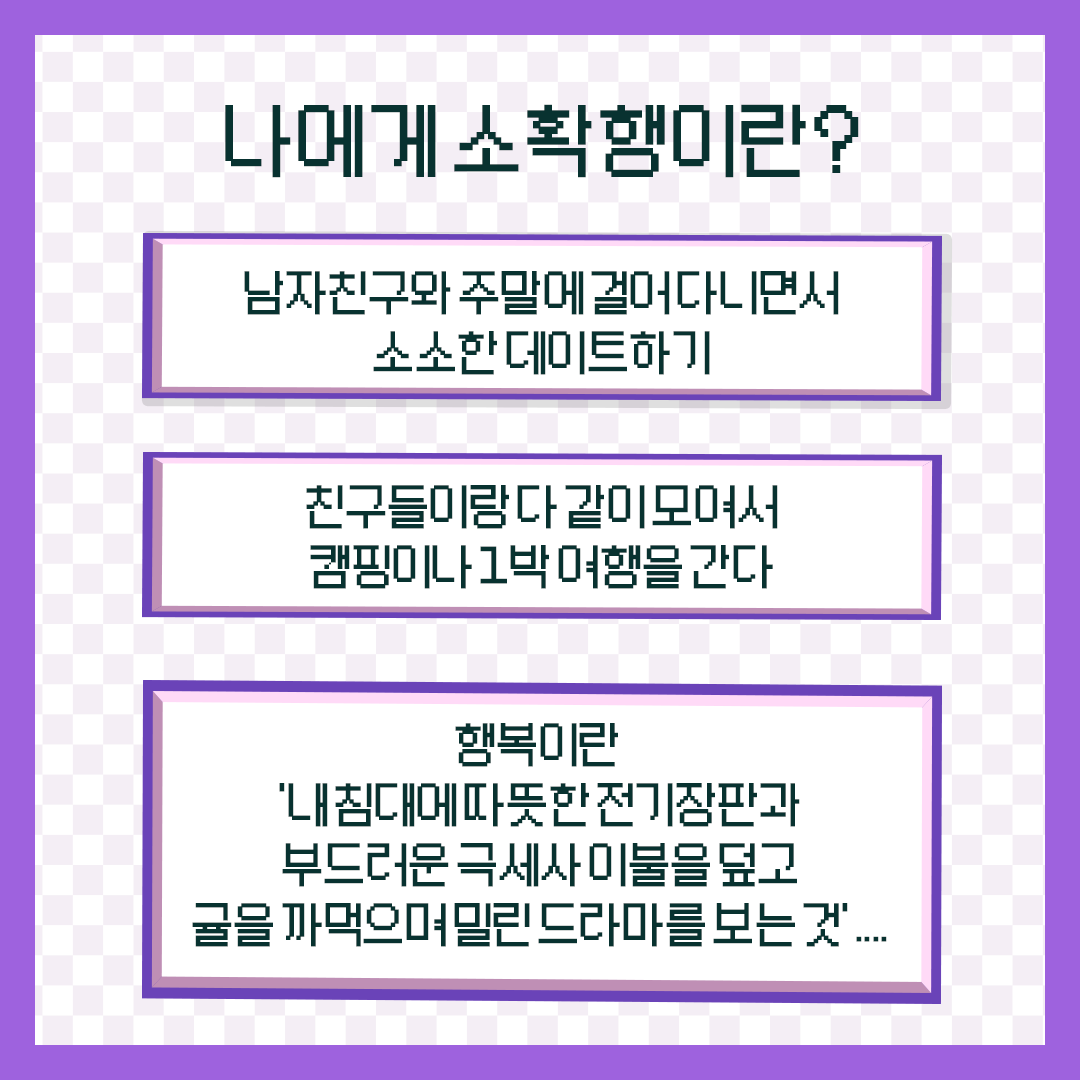 나에게 소확행이란?
남자친구와 주말에 걸어다니면서
소소한 데이트하기
친구들이랑 다 같이 모여서
캠핑이나 1박 여행을 간다
행복이란
'내 침대에 따뜻한 전기장판과
부드러운 극세사 이불을 덮고
귤을 까먹으며 밀린 드라마를 보는 것'....